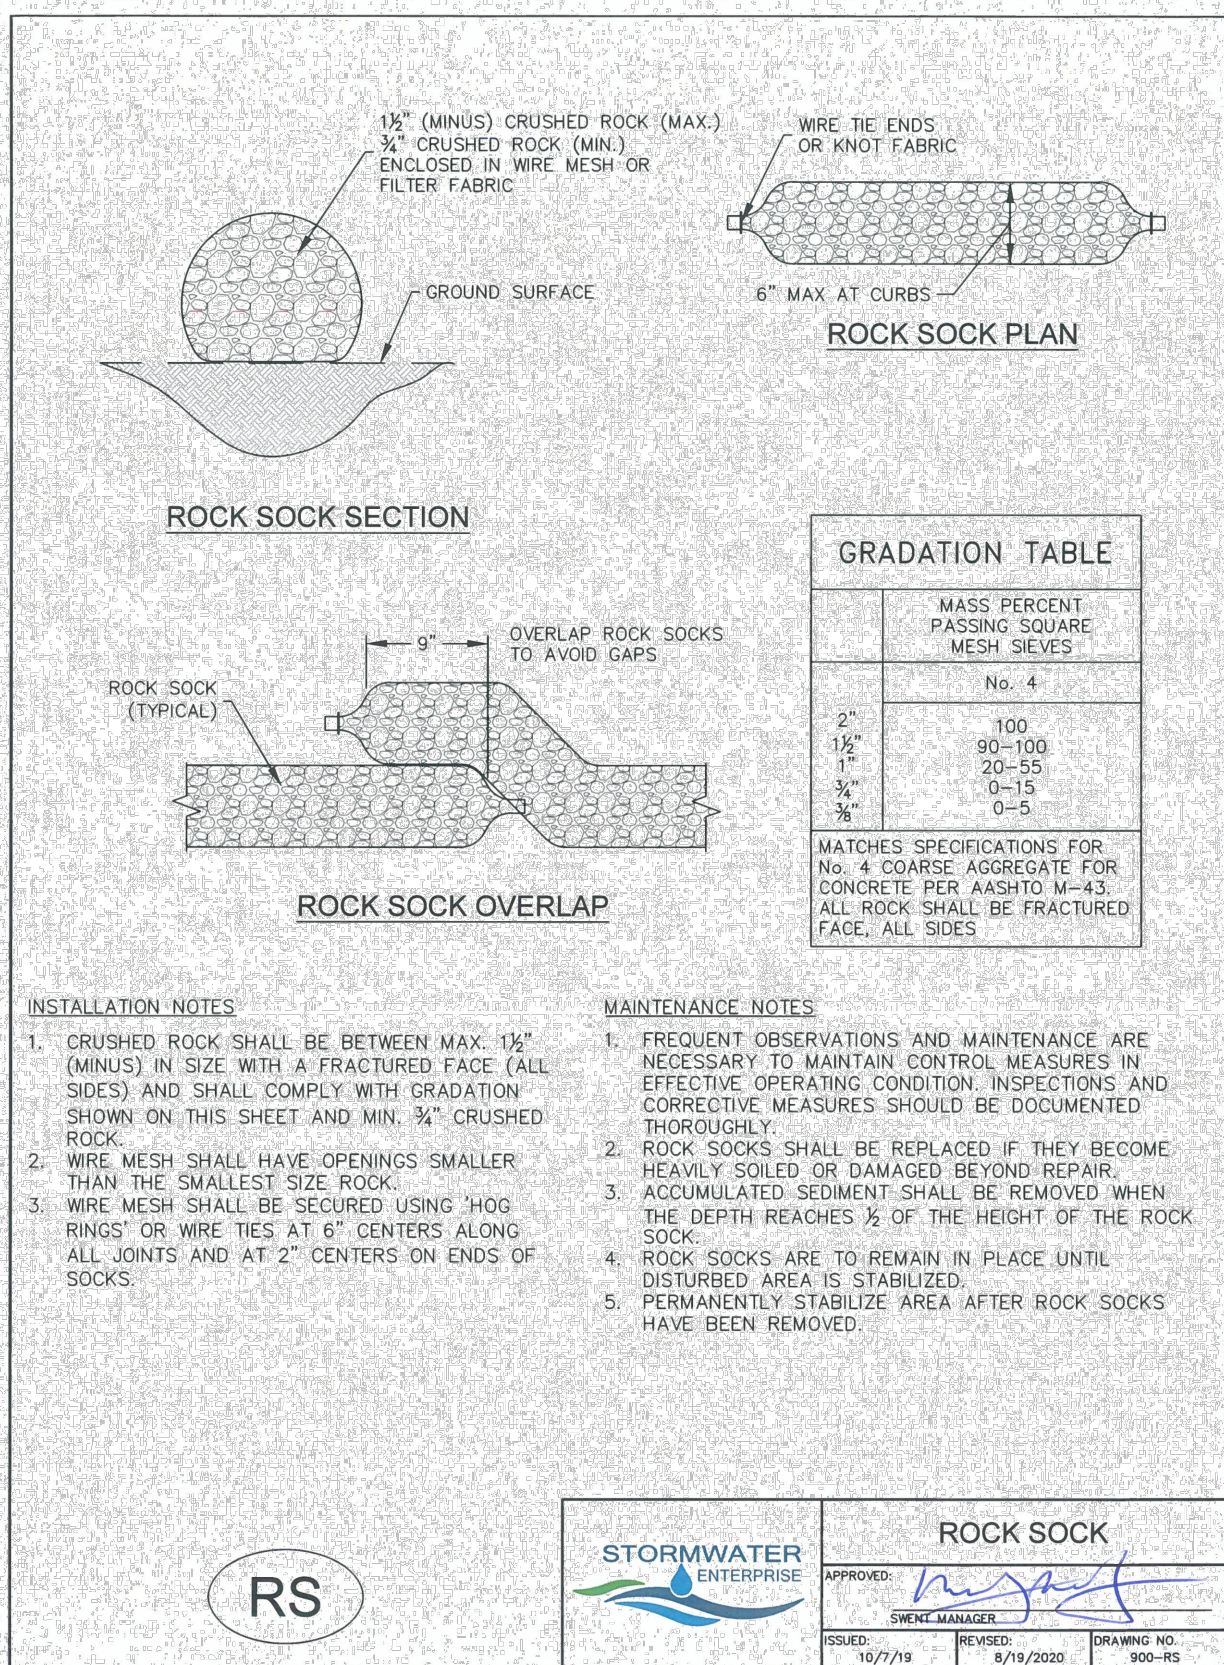 1½" (MINUS) CRUSHED ROCK (MAX.)
¾" CRUSHED ROCK (MIN.)
ENCLOSED IN WIRE MESH OR
FILTER FABRIC
GROUND SURFACE
ROCK SOCK SECTION
WIRE TIE ENDS
OR KNOT FABRIC
6" MAX AT CURBS
ROCK SOCK PLAN
9"
OVERLAP ROCK SOCKS
TO AVOID GAPS
ROCK SOCK
(TYPICAL)
ROCK SOCK OVERLAP
GRADATION TABLE
MASS PERCENT
PASSING SQUARE
MESH SIEVES
No. 4
2" 100
1½" 90-100
1" 20-55
¾" 0-15
⅜" 0-5
MATCHES SPECIFICATIONS FOR
No. 4 COARSE AGGREGATE FOR
CONCRETE PER AASHTO M-43.
ALL ROCK SHALL BE FRACTURED
FACE, ALL SIDES
INSTALLATION NOTES
1. CRUSHED ROCK SHALL BE BETWEEN MAX. 1½"
(MINUS) IN SIZE WITH A FRACTURED FACE (ALL
SIDES) AND SHALL COMPLY WITH GRADATION
SHOWN ON THIS SHEET AND MIN. ¾" CRUSHED
ROCK.
2. WIRE MESH SHALL HAVE OPENINGS SMALLER
THAN THE SMALLEST SIZE ROCK.
3. WIRE MESH SHALL BE SECURED USING 'HOG
RINGS' OR WIRE TIES AT 6" CENTERS ALONG
ALL JOINTS AND AT 2" CENTERS ON ENDS OF
SOCKS.
MAINTENANCE NOTES
1. FREQUENT OBSERVATIONS AND MAINTENANCE ARE
NECESSARY TO MAINTAIN CONTROL MEASURES IN
EFFECTIVE OPERATING CONDITION. INSPECTIONS AND
CORRECTIVE MEASURES SHOULD BE DOCUMENTED
THOROUGHLY.
2. ROCK SOCKS SHALL BE REPLACED IF THEY BECOME
HEAVILY SOILED OR DAMAGED BEYOND REPAIR.
3. ACCUMULATED SEDIMENT SHALL BE REMOVED WHEN
THE DEPTH REACHES ½ OF THE HEIGHT OF THE ROCK
SOCK.
4. ROCK SOCKS ARE TO REMAIN IN PLACE UNTIL
DISTURBED AREA IS STABILIZED.
5. PERMANENTLY STABILIZE AREA AFTER ROCK SOCKS
HAVE BEEN REMOVED.
RS
STORMWATER
ENTERPRISE
ROCK SOCK
APPROVED:
SWENT MANAGER
ISSUED:
10/7/19
REVISED:
8/19/2020
DRAWING NO.
900-RS